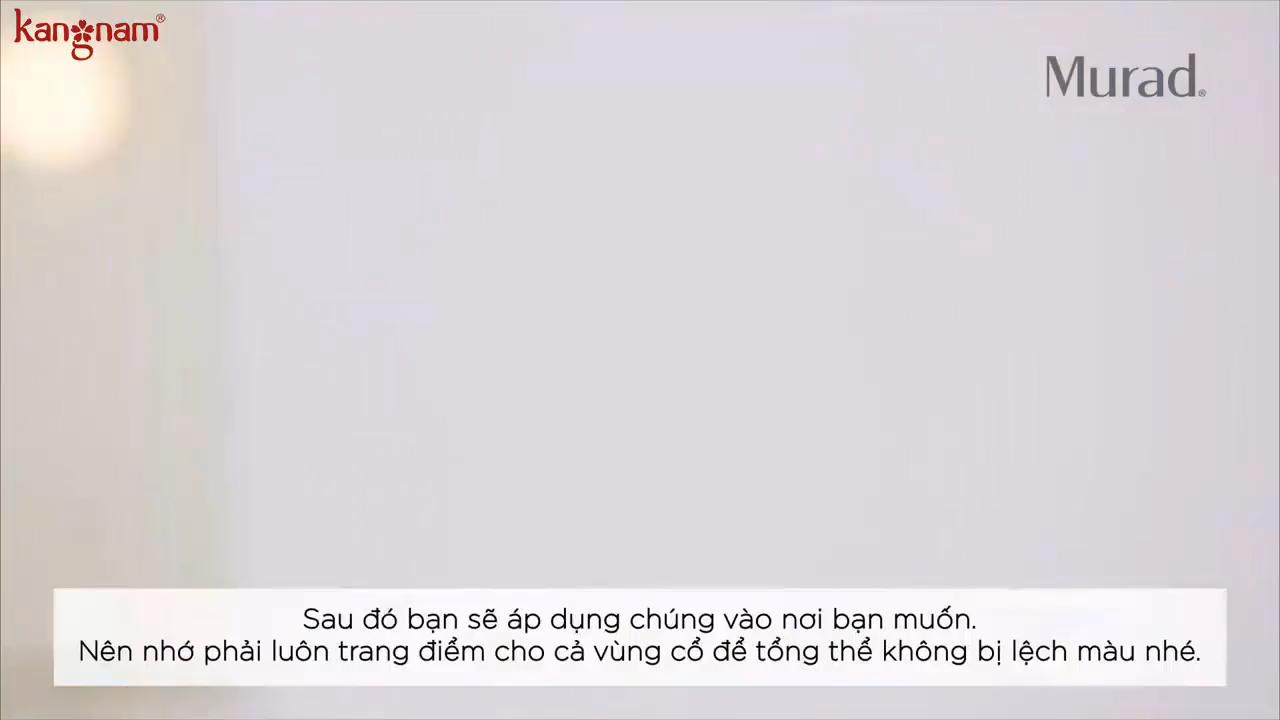 kangnam®
Murad®
Sau đó bạn sẽ áp dụng chúng vào nơi bạn muốn.
Nên nhớ phải luôn trang điểm cho cả vùng cổ để tổng thể không bị lệch màu nhé.